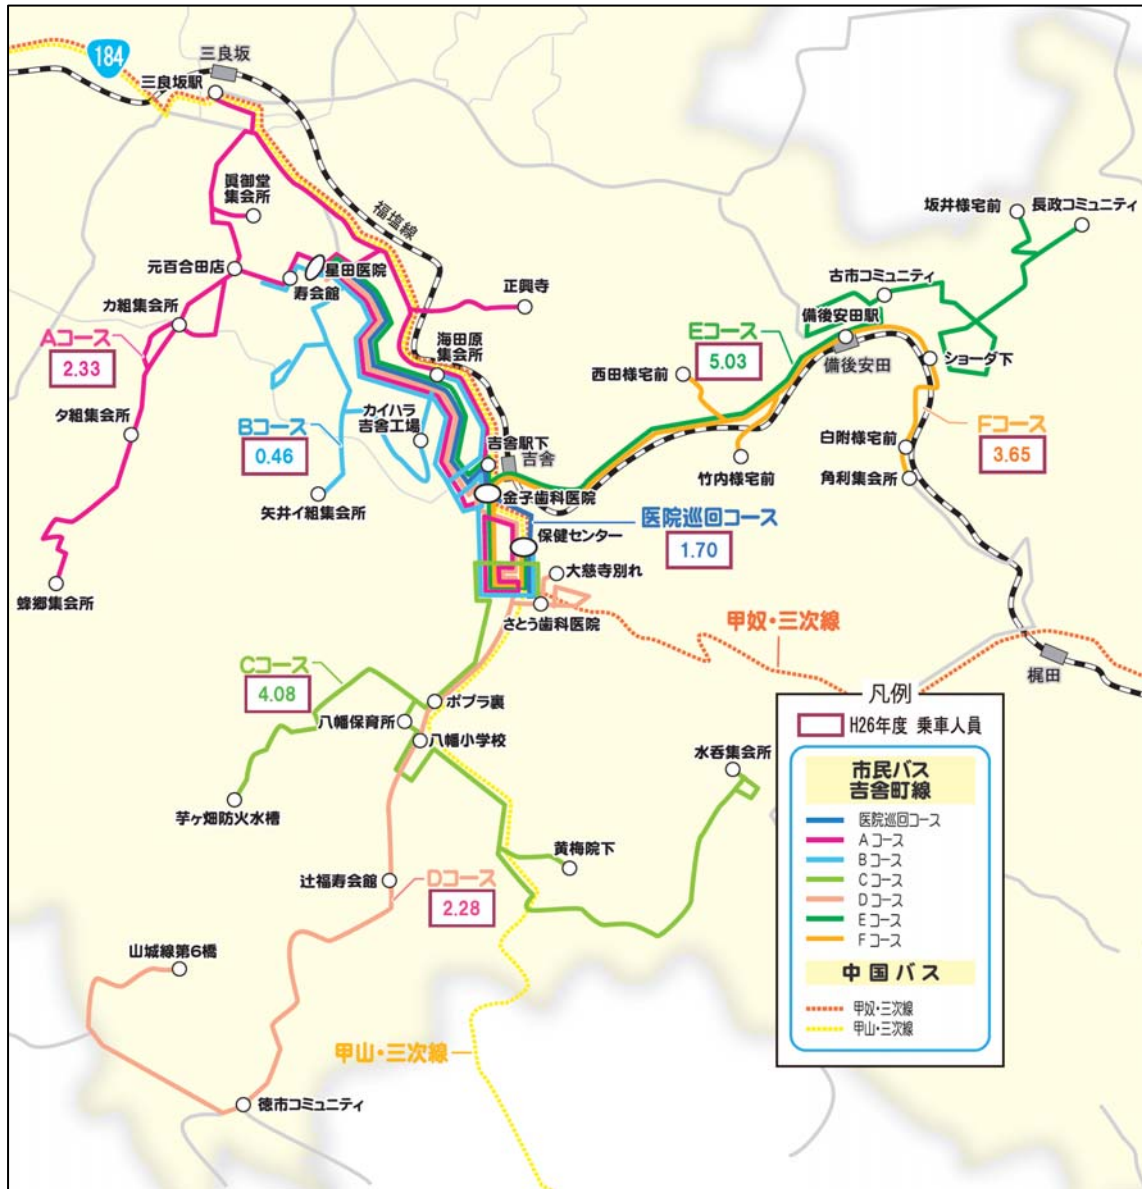 184
三良坂
三良坂駅
眞御堂
集会所
福塩線
坂井様宅前
長政コミュニティ
元百合田店
星田医院
寿会館
正興寺
古市コミュニティ
カ組集会所
備後安田駅
Aコース
2.33
海田原
集会所
Eコース
5.03
備後安田
ショーダ下
西田様宅前
タ組集会所
Bコース
0.46
カイハラ
吉舎工場
吉舎駅下
吉舎
Fコース
3.65
白附様宅前
竹内様宅前
角利集会所
矢井イ組集会所
金子歯科医院
医院巡回コース
1.70
保健センター
大慈寺別れ
蜂郷集会所
さとう歯科医院
甲奴・三次線
梶田
Cコース
4.08
ポプラ裏
八幡保育所
八幡小学校
水呑集会所
芋ヶ畑防火水槽
黄梅院下
辻福寿会館
Dコース
2.28
山城線第6橋
甲山・三次線
徳市コミュニティ
凡例
H26年度 乗車人員
市民バス
吉舎町線
医院巡回コース
Aコース
Bコース
Cコース
Dコース
Eコース
Fコース
中国バス
甲奴・三次線
甲山・三次線